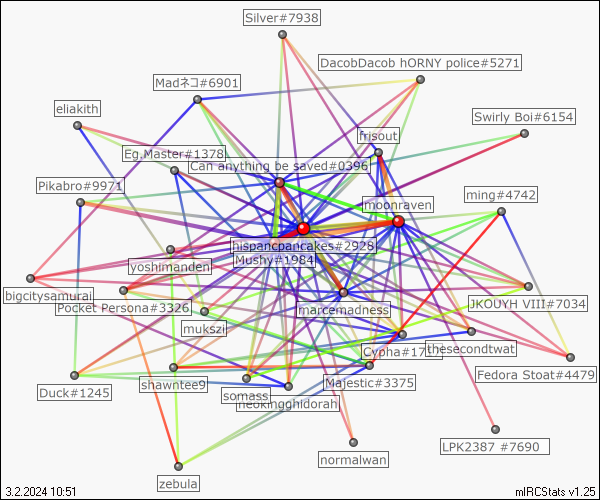 Silver#7938
DacobDacob hORNY police#5271
Madネコ#6901
eliakith
Swirly Boi#6154
frisout
Eg.Master#1378
Can anything be saved#0396
Pikabro#9971
ming#4742
moonraven
hispancpancakes#2928
Mushy#1984
yoshimanden
bigcitysamurai
Pocket Persona#3326
marcemadness
JKOUYH VIII#7034
mukszi
Cypha#17
thesecondtwat
Fedora Stoat#4479
Duck#1245
shawntee9
Majestic#3375
somass
neokingghidorah
LPK2387 #7690
normalwan
zebula
3.2.2024 10:51
mIRCStats v1.25